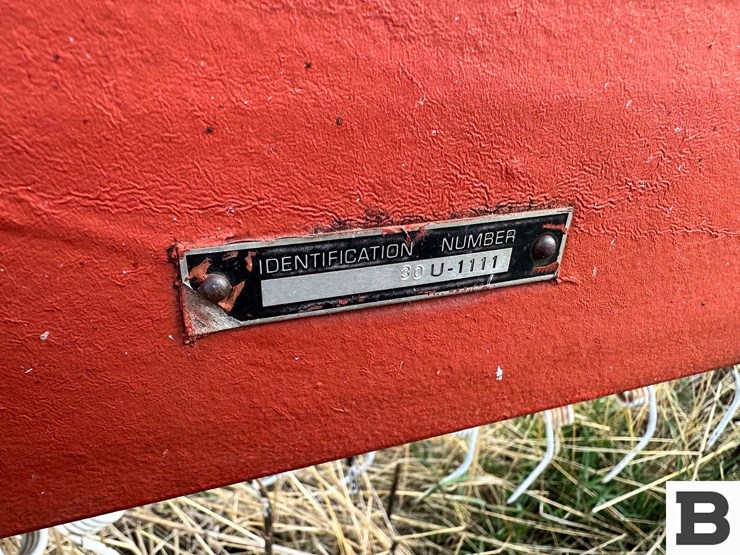 IDENTIFICATION NUMBER
30U-1111
B